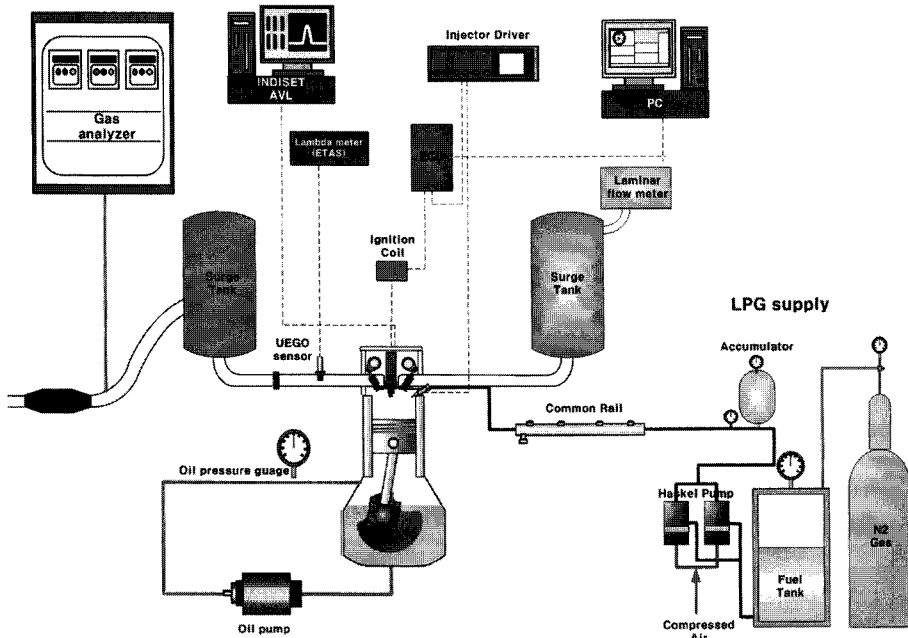 Gas
analyzer
INDISET
AVL
Lambda meter
(ETAS)
Injector Driver
PC
Laminar
flow meter
Ignition
Coil
Surge
Tank
Surge
Tank
UEGO
sensor
LPG supply
Accumulator
Common Rail
Oil pressure guage
Haskel Pump
N2
Gas
Fuel
Tank
Oil pump
Compressed
Air